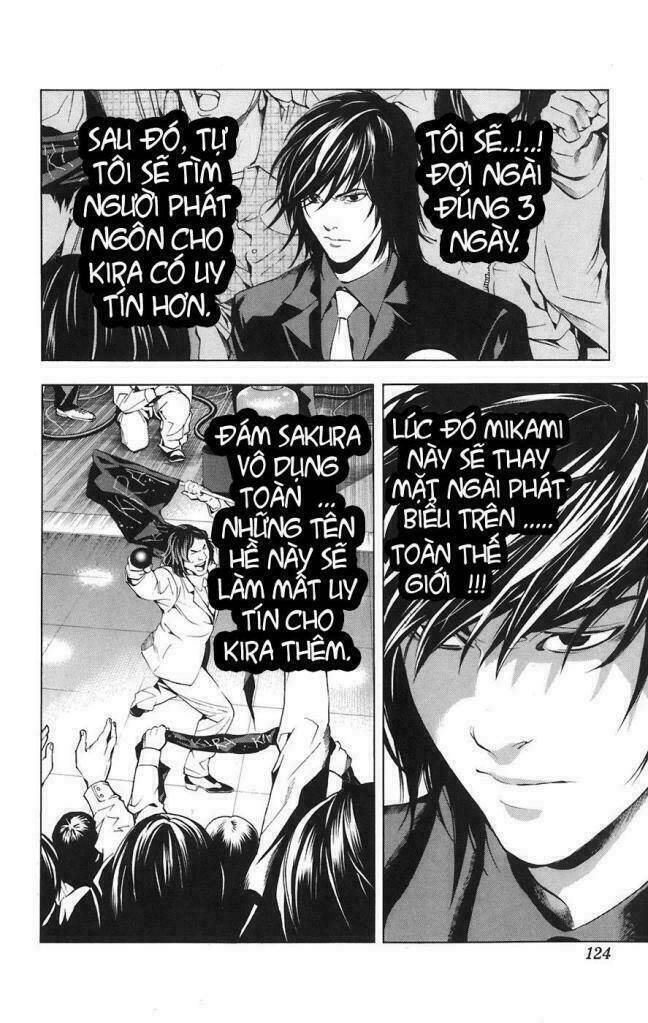 TÔI SẼ..!..!
ĐỢI NGÀI
ĐÚNG 3
NGÀY.
SAU ĐÓ, TỰ
TÔI SẼ TÌM
NGƯỜI PHÁT
NGÔN CHO
KIRA CÓ UY
TÍN HƠN.
LÚC ĐÓ MIKAMI
NÀY SẼ THAY
MẶT NGÀI PHÁT
BIỂU TRÊN .....
TOÀN THẾ
GIỚI !!!
ĐÁM SAKURA
VÔ DỤNG
TOÀN ...
NHỮNG TÊN
HỀ NÀY SẼ
LÀM MẤT UY
TÍN CHO
KIRA THÊM.
KIRA KI
124